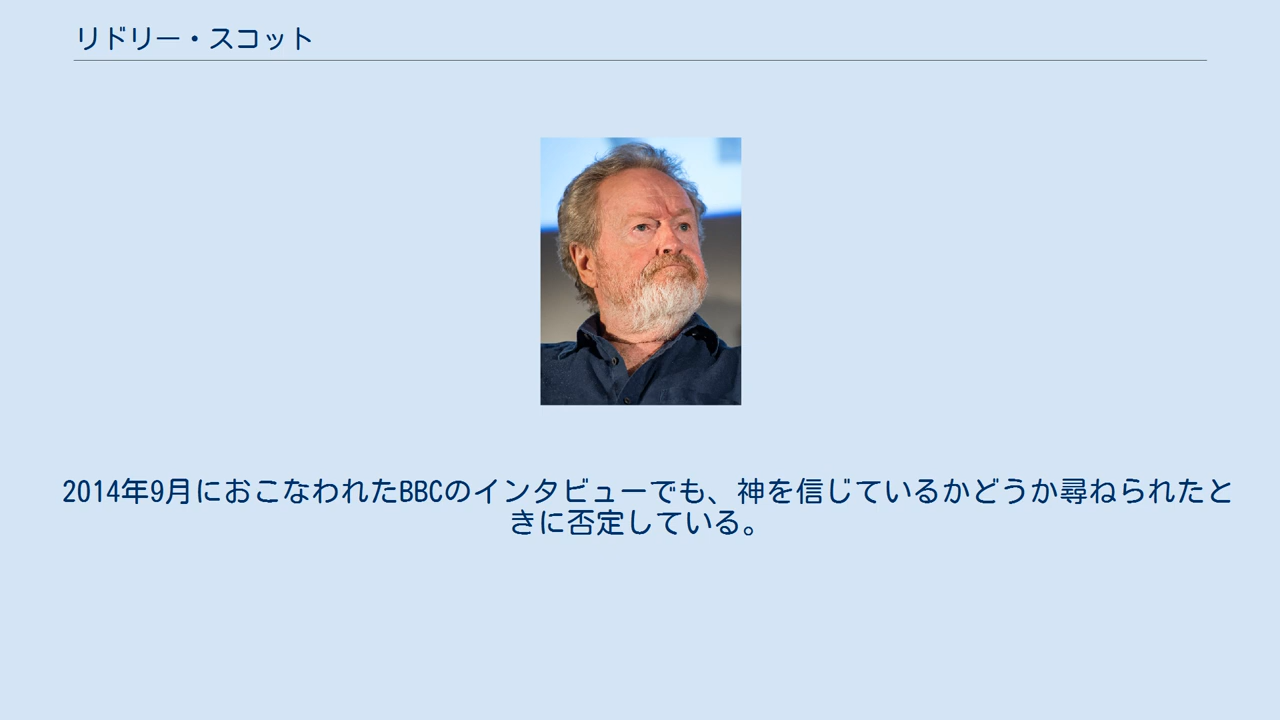 リドリー・スコット
2014年9月におこなわれたBBCのインタビューでも、神を信じているかどうか尋ねられたと
きに否定している。